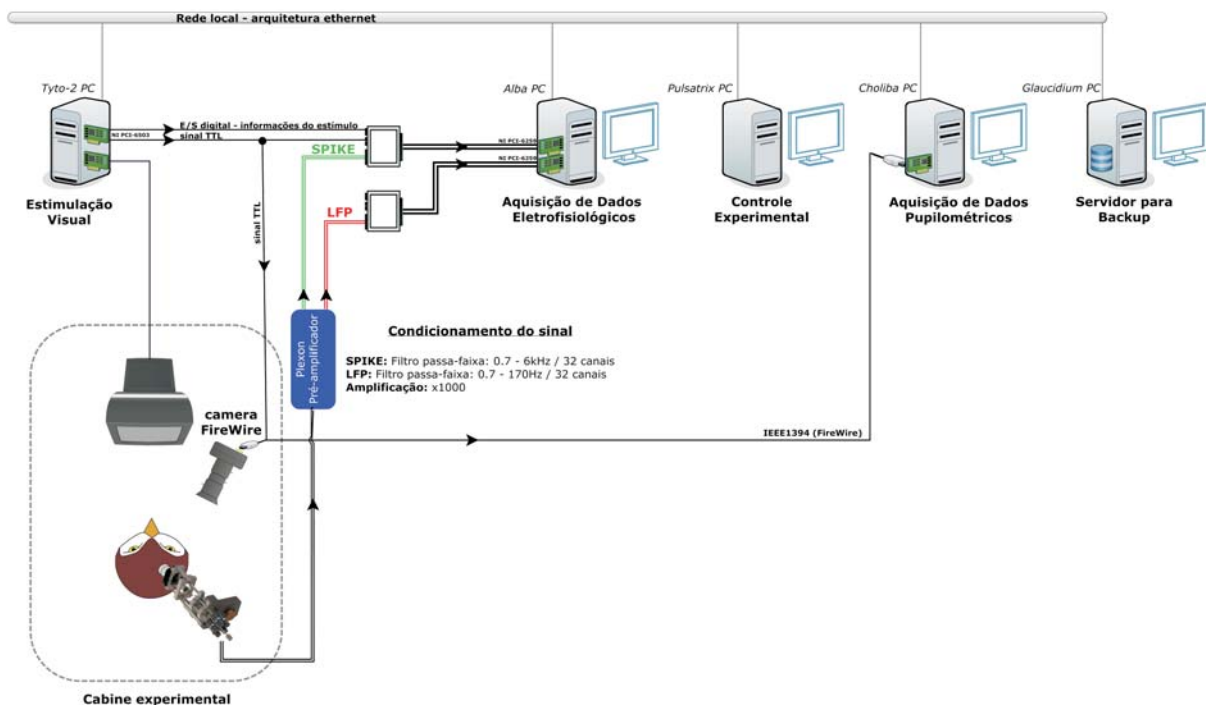 Rede local - arquitetura ethernet
Tyto-2 PC
Alba PC
Pulsatrix PC
Choliba PC
Glaucidium PC
E/S digital - informações do estímulo
NI PCI-6503
sinal TTL
SPIKE
NI PCI-6259
NI PCI-6259
LFP
Estimulação
Visual
Aquisição de Dados
Eletrofisiológicos
Controle
Experimental
Aquisição de Dados
Pupilométricos
Servidor para
Backup
sinal TTL
Plexon
Pré-amplificador
Condicionamento do sinal
SPIKE: Filtro passa-faixa: 0.7 - 6kHz / 32 canais
LFP: Filtro passa-faixa: 0.7 - 170Hz / 32 canais
Amplificação: x1000
camera
FireWire
IEEE1394 (FireWire)
Cabine experimental